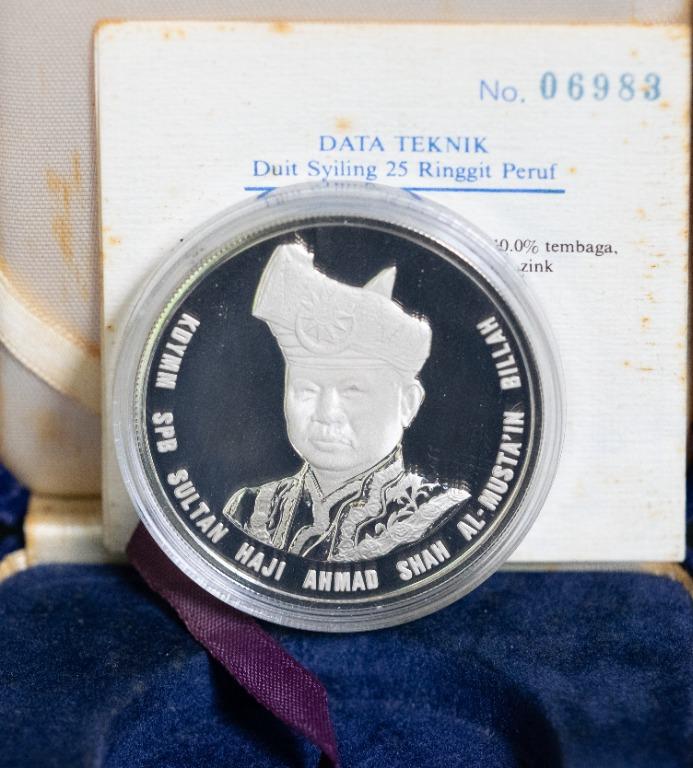 No. 06983
DATA TEKNIK
Duit Syiling 25 Ringgit Peruf
0.0% tembaga,
zink
KDYMM SPB SULTAN HAJI AHMAD SHAH AL-MUSTA'IN BILLAH